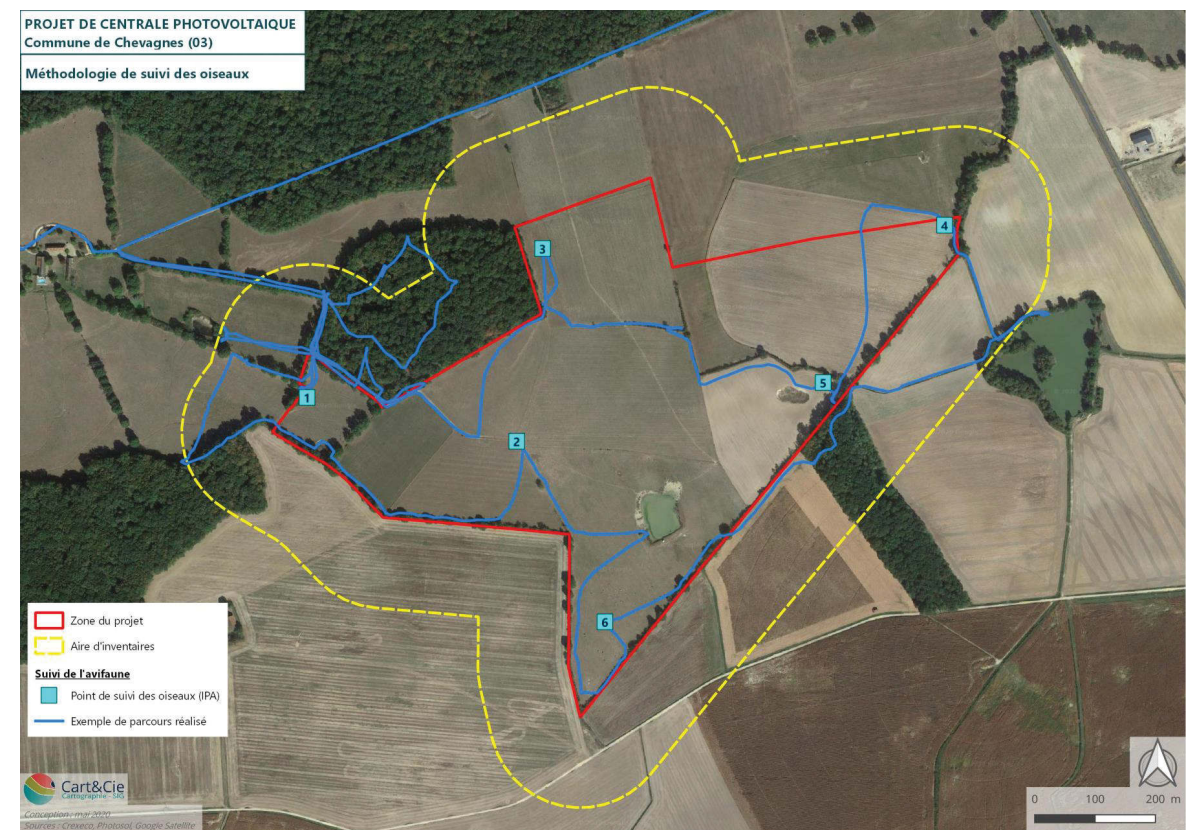 PROJET DE CENTRALE PHOTOVOLTAIQUE
Commune de Chevagnes (03)
Méthodologie de suivi des oiseaux
3
4
5
1
2
6
Zone du projet
Aire d'inventaires
Suivi de l'avifaune
Point de suivi des oiseaux (IPA)
Exemple de parcours réalisé
Cart&Cie
Cartographie - SIG
Conception : mai 2020
Sources : Crexeco, Photosol, Google Satellite
0 100 200 m